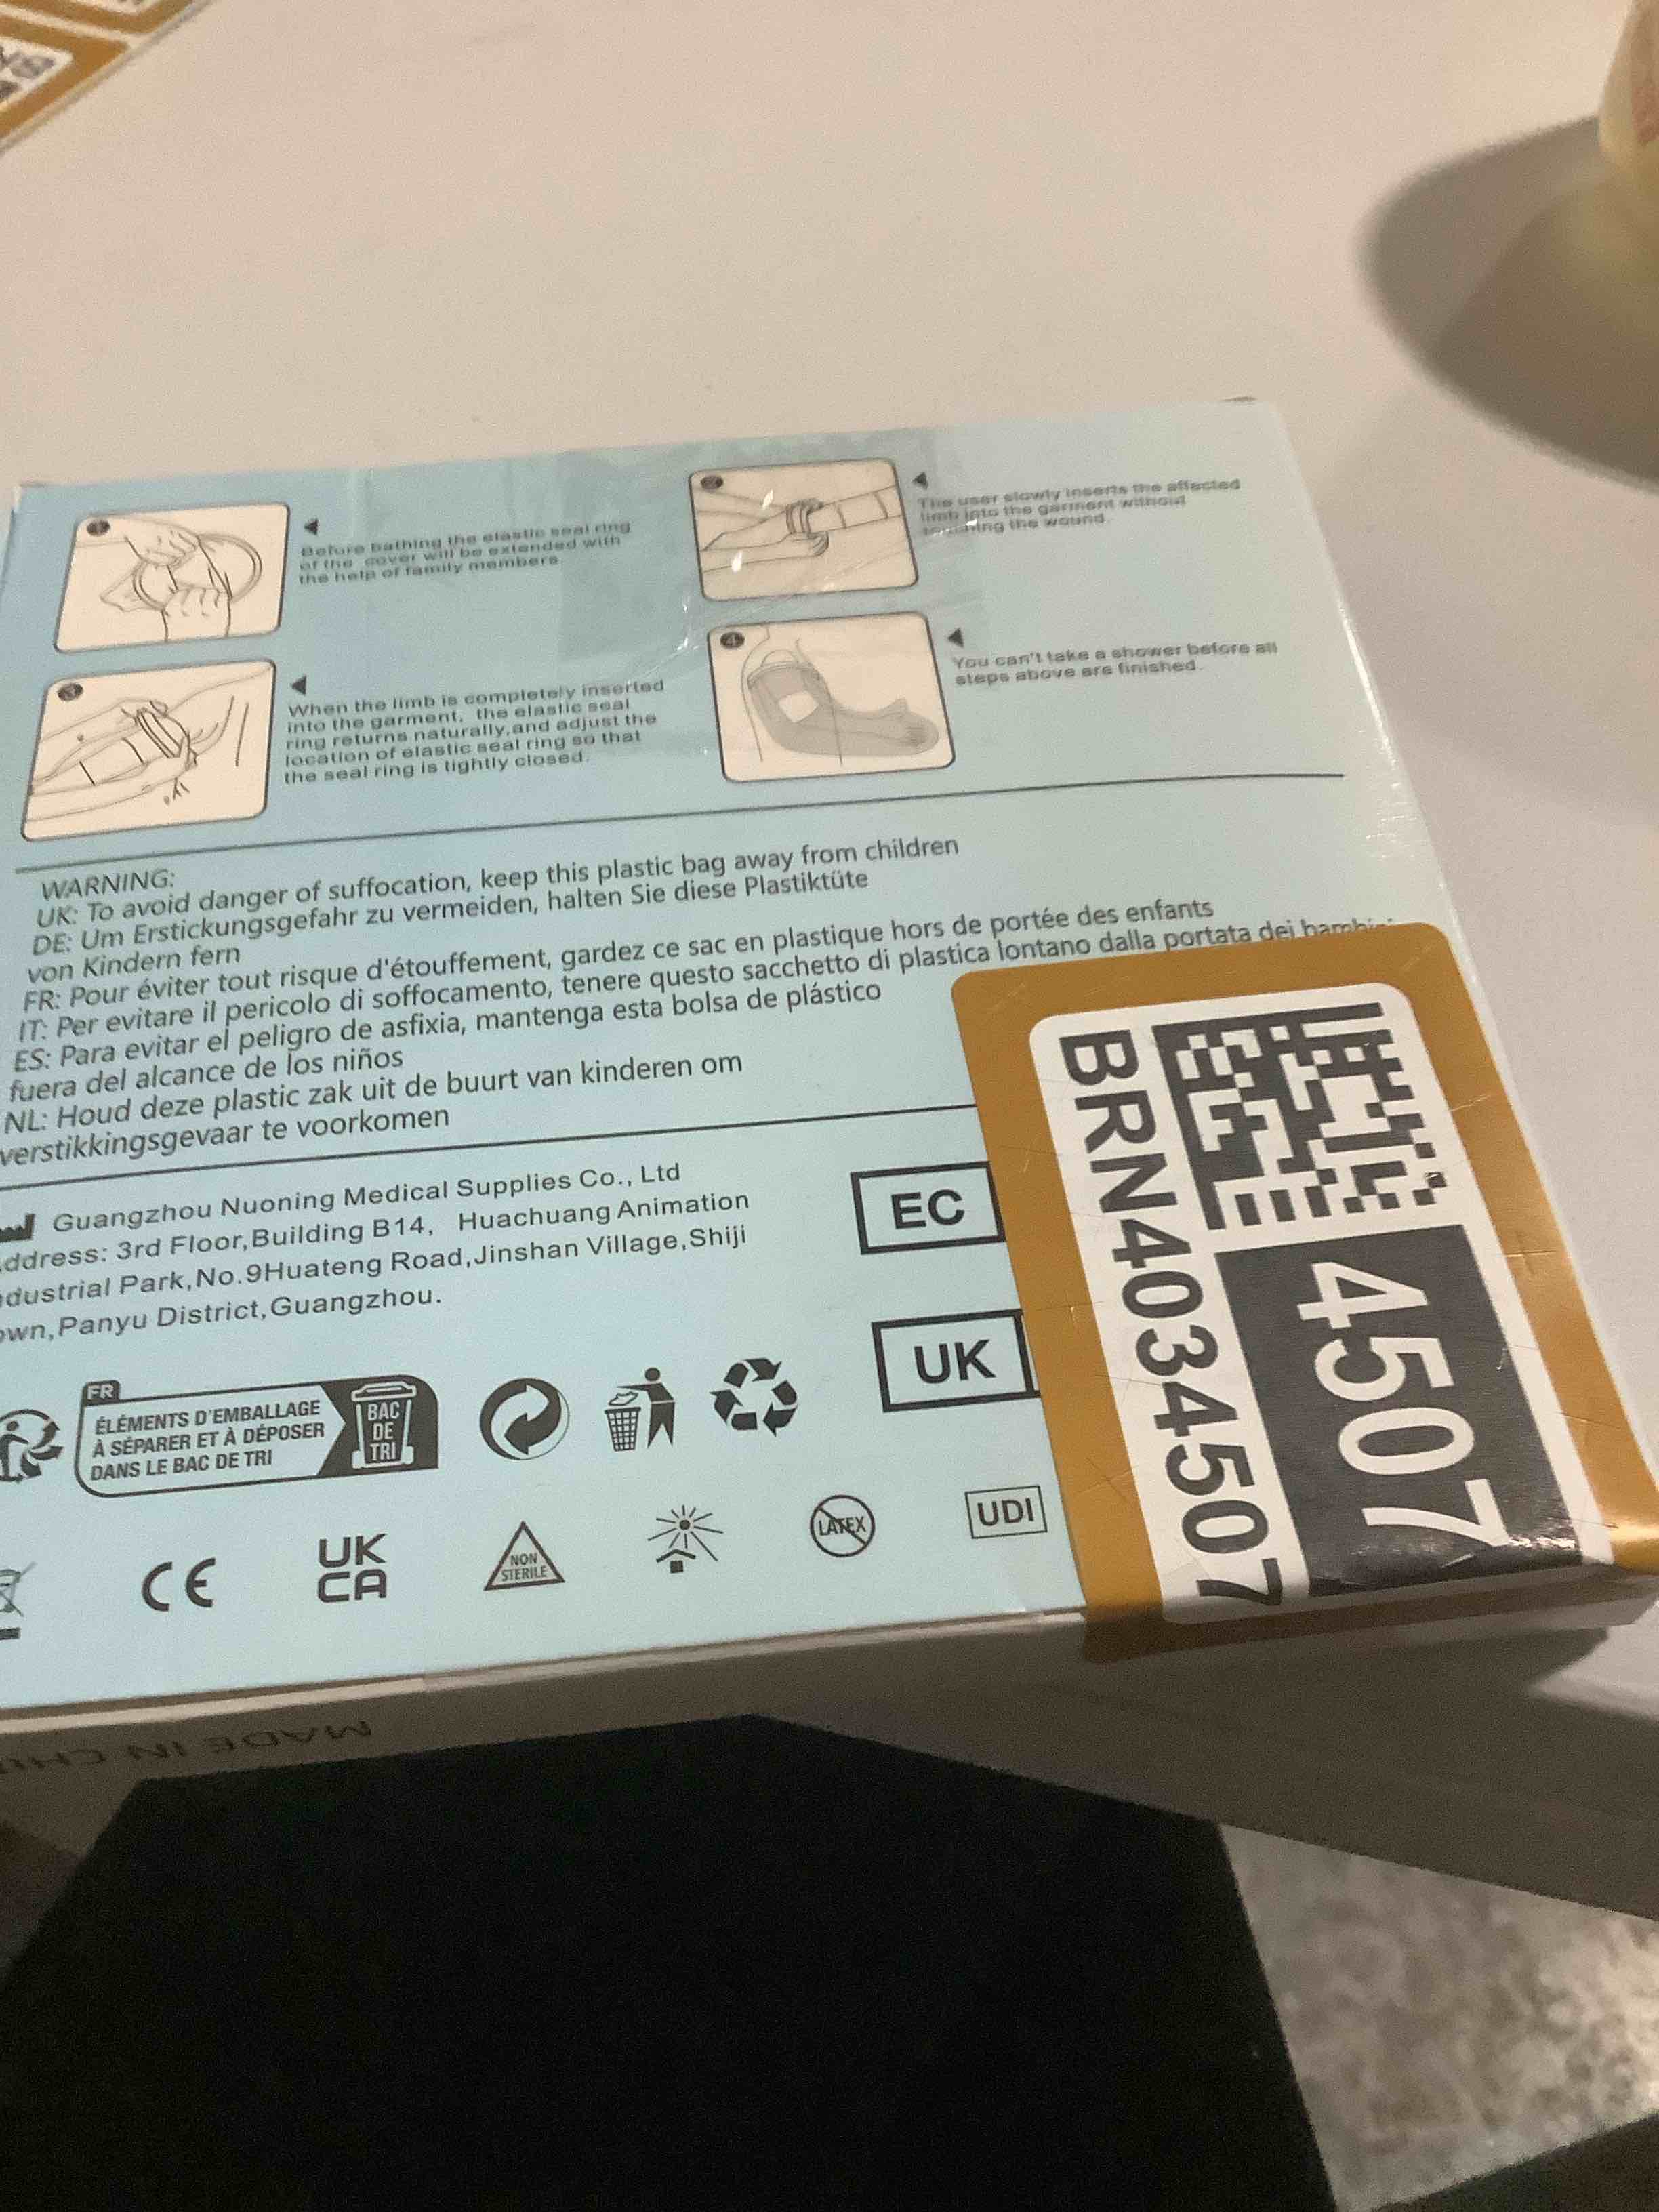 1
Before bathing the elastic seal ring
of the cover will be extended with
the help of family members.
2
The user slowly inserts the affected
limb into the garment without
touching the wound.
3
When the limb is completely inserted
into the garment, the elastic seal
ring returns naturally,and adjust the
location of elastic seal ring so that
the seal ring is tightly closed.
4
You can't take a shower before all
steps above are finished.
WARNING:
UK: To avoid danger of suffocation, keep this plastic bag away from children
DE: Um Erstickungsgefahr zu vermeiden, halten Sie diese Plastiktüte
von Kindern fern
FR: Pour éviter tout risque d'étouffement, gardez ce sac en plastique hors de portée des enfants
IT: Per evitare il pericolo di soffocamento, tenere questo sacchetto di plastica lontano dalla portata dei
ES: Para evitar el peligro de asfixia, mantenga esta bolsa de plástico
fuera del alcance de los niños
NL: Houd deze plastic zak uit de buurt van kinderen om
verstikkingsgevaar te voorkomen
Guangzhou Nuoning Medical Supplies Co., Ltd
ddress: 3rd Floor,Building B14, Huachuang Animation
dustrial Park,No.9Huateng Road,Jinshan Village,Shiji
own,Panyu District,Guangzhou.
EC
UK
FR
ÉLÉMENTS D'EMBALLAGE
À SÉPARER ET À DÉPOSER
DANS LE BAC DE TRI
BAC
DE
TRI
CE
UK
CA
NON
STERILE
LATEX
UDI
BRN4034507
4507
MADE IN